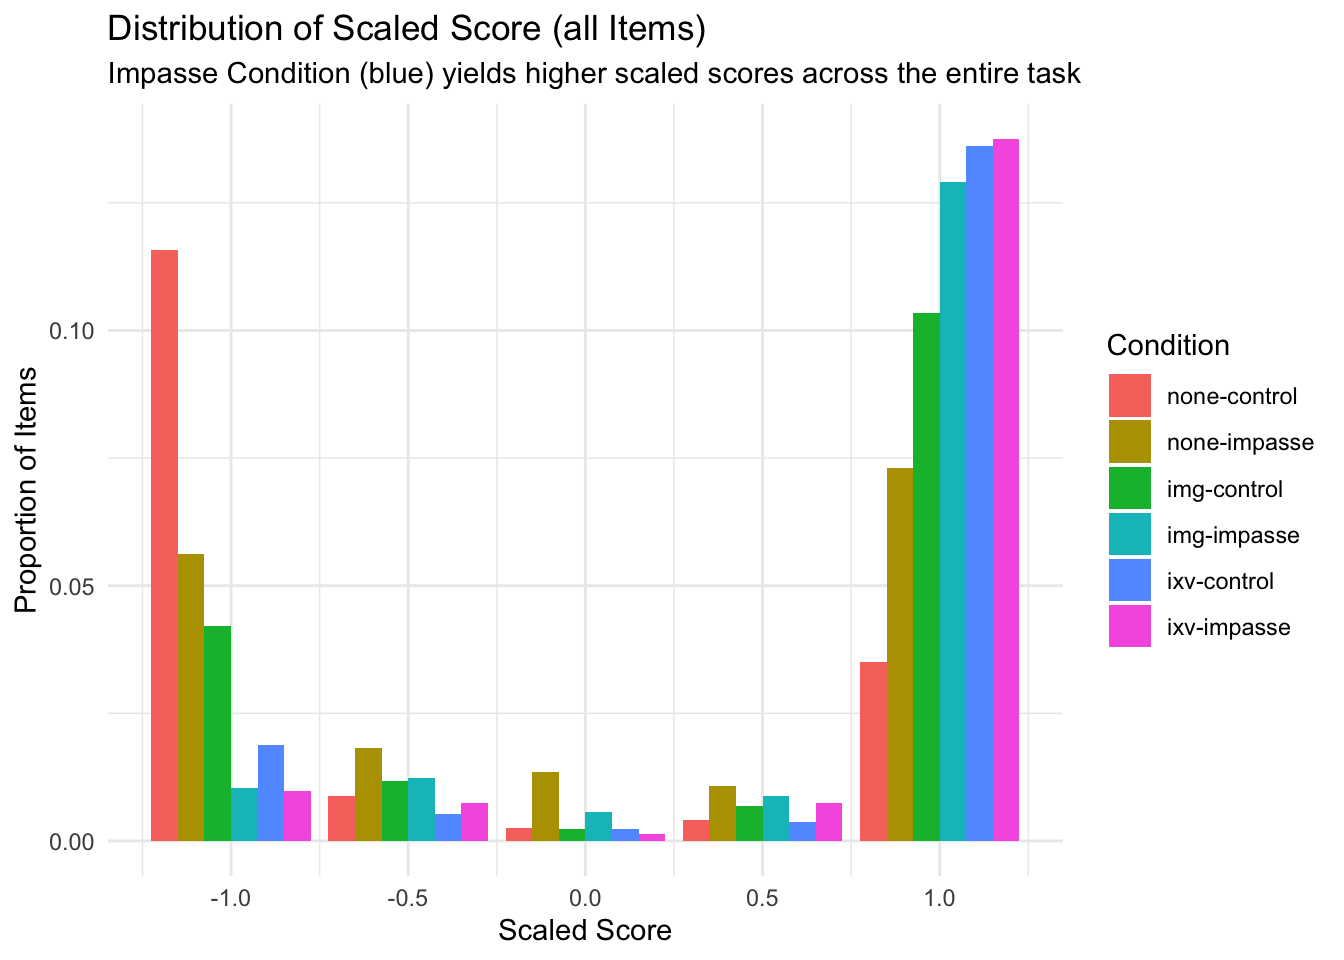 Distribution of Scaled Score (all Items)
Impasse Condition (blue) yields higher scaled scores across the entire task
Proportion of Items
0.10
0.05
0.00
-1.0
-0.5
0.0
0.5
1.0
Scaled Score
Condition
none-control
none-impasse
img-control
img-impasse
ixv-control
ixv-impasse